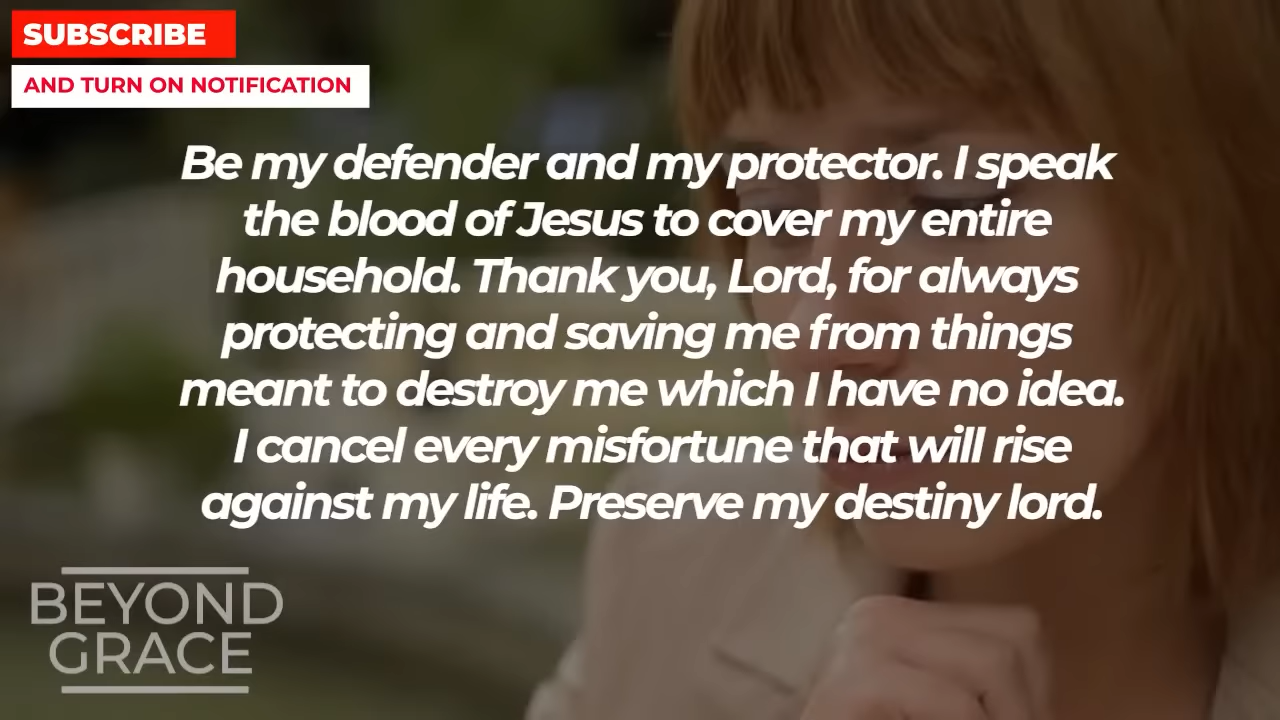 SUBSCRIBE
AND TURN ON NOTIFICATION
Be my defender and my protector. I speak
the blood of Jesus to cover my entire
household. Thank you, Lord, for always
protecting and saving me from things
meant to destroy me which I have no idea.
I cancel every misfortune that will rise
against my life. Preserve my destiny lord.
BEYOND
GRACE